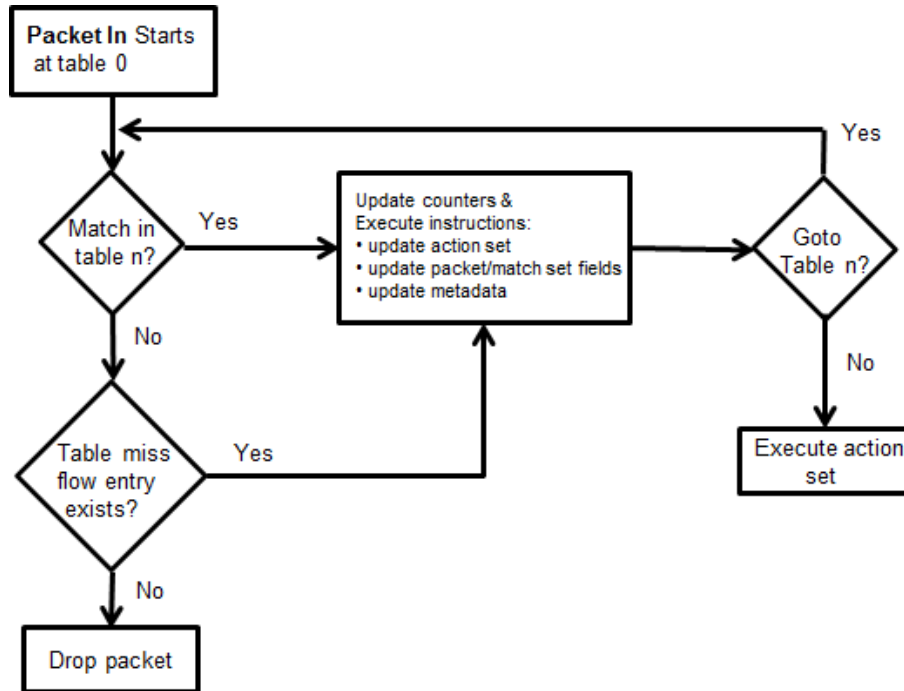 Packet In Starts
at table 0
Yes
Match in
table n?
Yes
Update counters &
Execute instructions:
• update action set
• update packet/match set fields
• update metadata
Goto
Table n?
No
No
Table miss
flow entry
exists?
Yes
Execute action
set
No
Drop packet